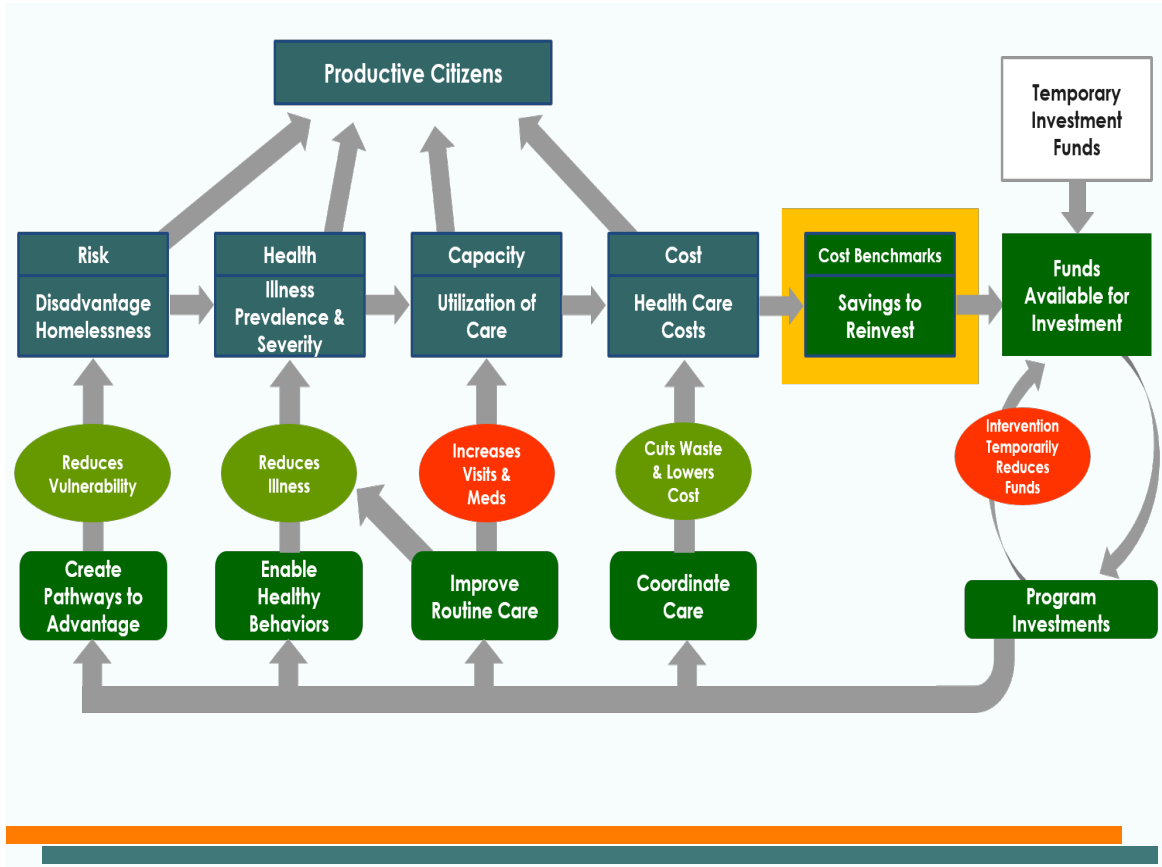 Productive Citizens
Temporary
Investment
Funds
Risk
Disadvantage
Homelessness
Health
Illness
Prevalence &
Severity
Capacity
Utilization of
Care
Cost
Health Care
Costs
Cost Benchmarks
Savings to
Reinvest
Funds
Available for
Investment
Reduces
Vulnerability
Reduces
Illness
Increases
Visits &
Meds
Cuts Waste
& Lowers
Cost
Intervention
Temporarily
Reduces
Funds
Create
Pathways to
Advantage
Enable
Healthy
Behaviors
Improve
Routine Care
Coordinate
Care
Program
Investments